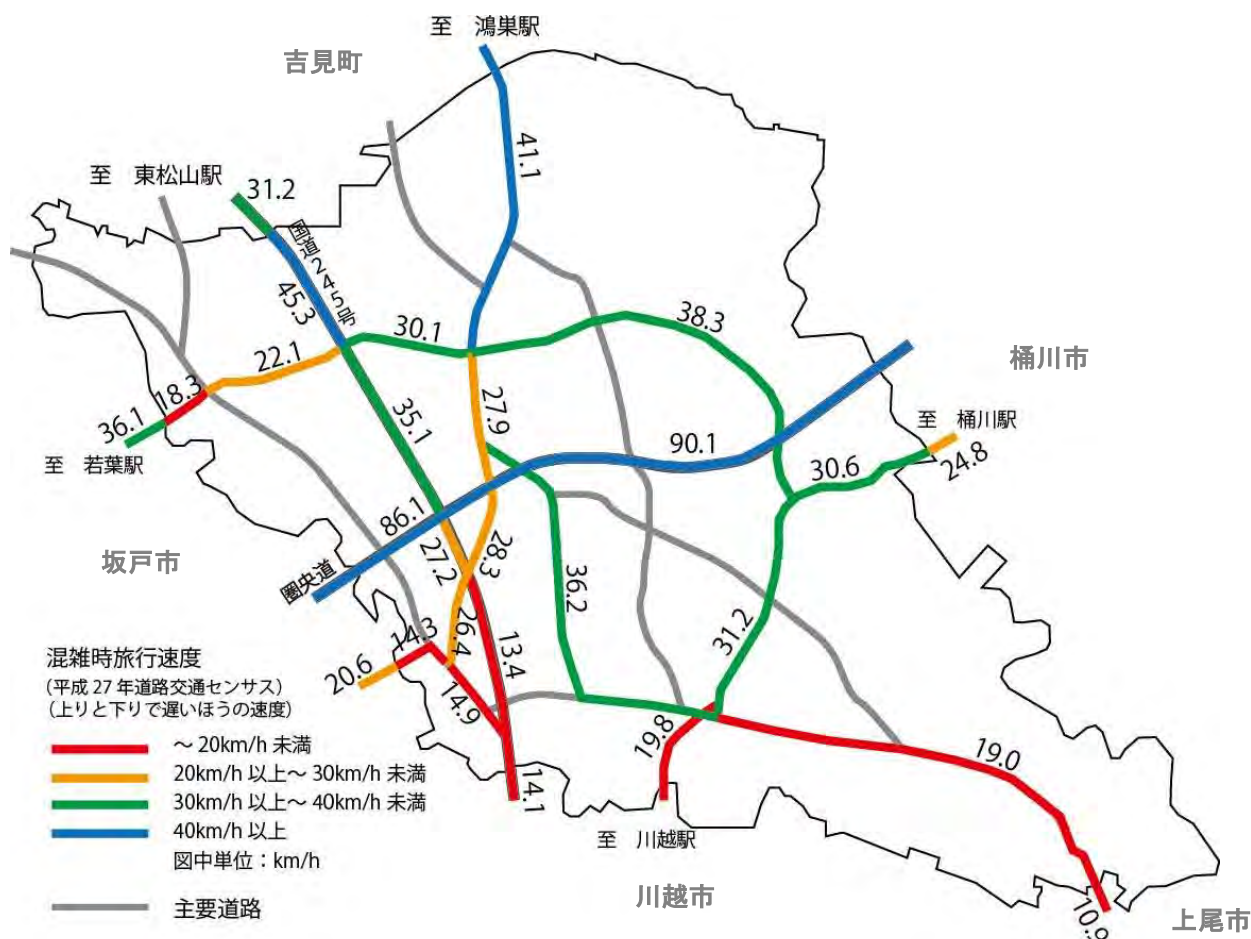 至 鴻巣駅
吉見町
41.1
至 東松山駅
31.2
国道245号
45.3
38.3
30.1
22.1
桶川市
18.3
27.9
35.1
36.1
至 桶川駅
90.1
至 若葉駅
30.6
24.8
86.1
坂戸市
27.2
28.3
圏央道
36.2
31.2
26.4
14.3
13.4
20.6
14.9
19.8
19.0
14.1
混雑時旅行速度
（平成27年道路交通センサス）
（上りと下りで遅いほうの速度）
～20km/h 未満
20km/h 以上～30km/h 未満
30km/h 以上～40km/h 未満
40km/h 以上
図中単位：km/h
主要道路
至 川越駅
川越市
10.9
上尾市